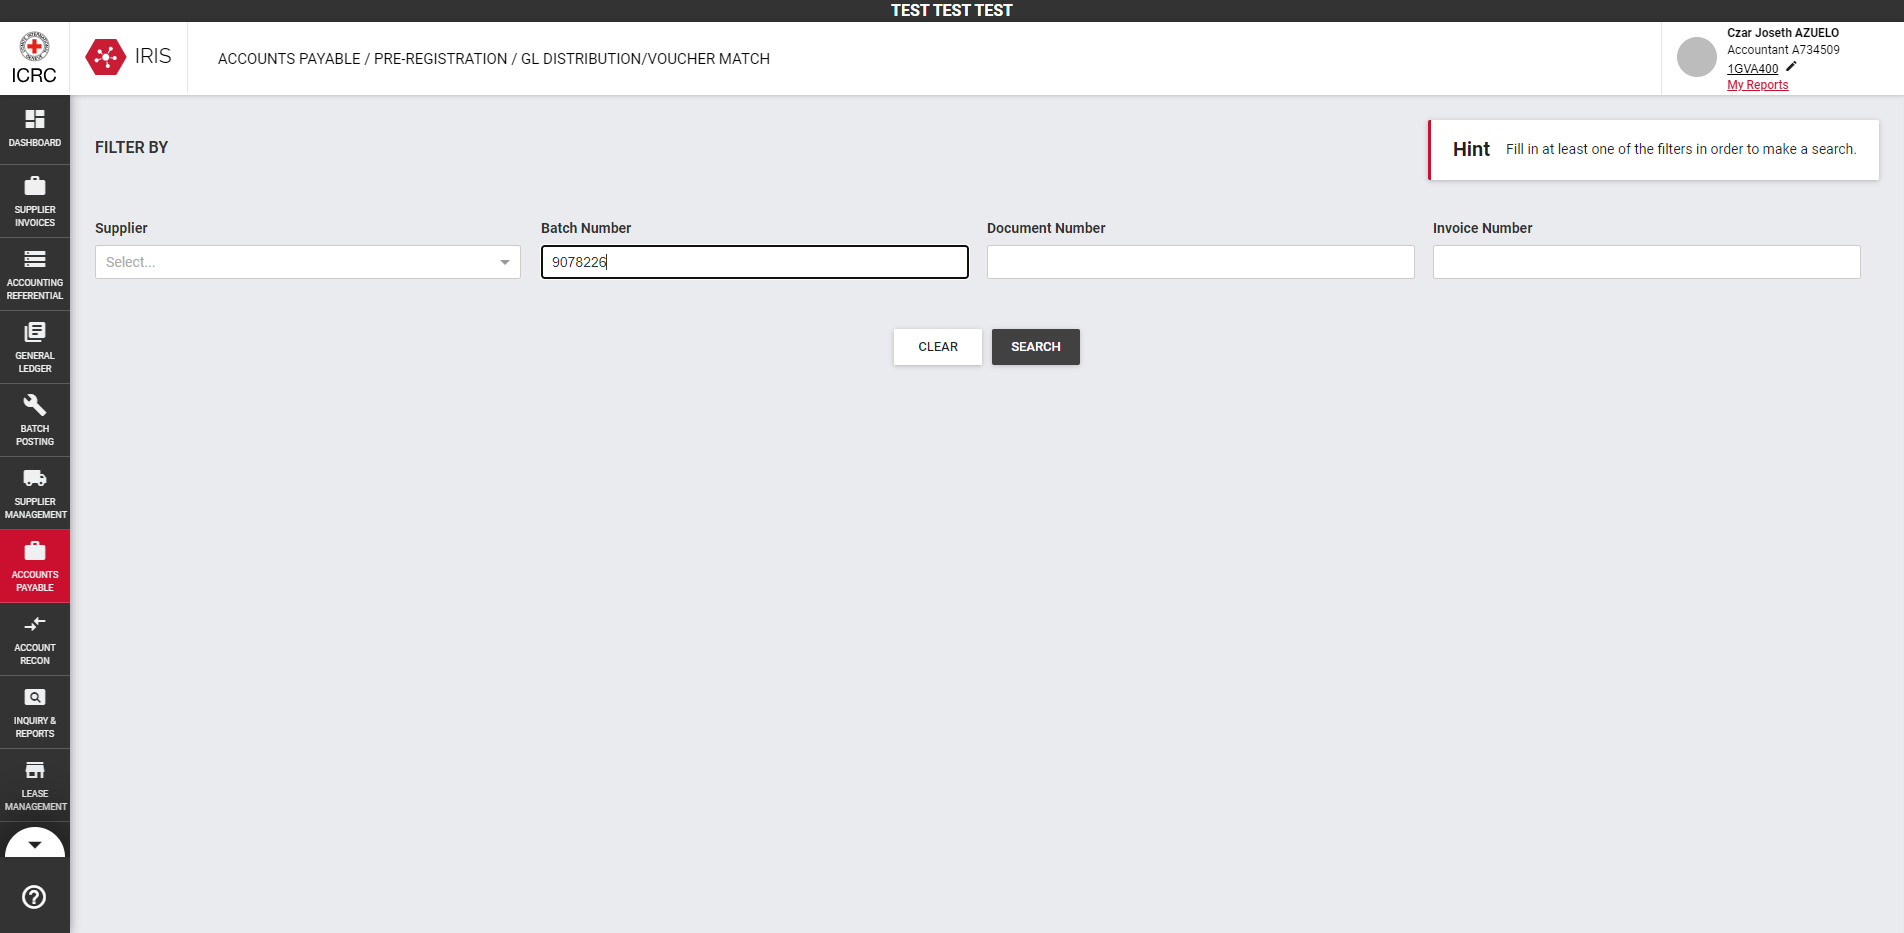 TEST TEST TEST
ICRC
IRIS
ACCOUNTS PAYABLE / PRE-REGISTRATION / GL DISTRIBUTION/VOUCHER MATCH
Czar Joseth AZUELO
Accountant A734509
1GVA400
My Reports
DASHBOARD
SUPPLIER
INVOICES
ACCOUNTING
REFERENTIAL
GENERAL
LEDGER
BATCH
POSTING
SUPPLIER
MANAGEMENT
ACCOUNTS
PAYABLE
ACCOUNT
RECON
INQUIRY &
REPORTS
LEASE
MANAGEMENT
FILTER BY
Hint Fill in at least one of the filters in order to make a search.
Supplier
Select...
Batch Number
9078226
Document Number
Invoice Number
CLEAR
SEARCH